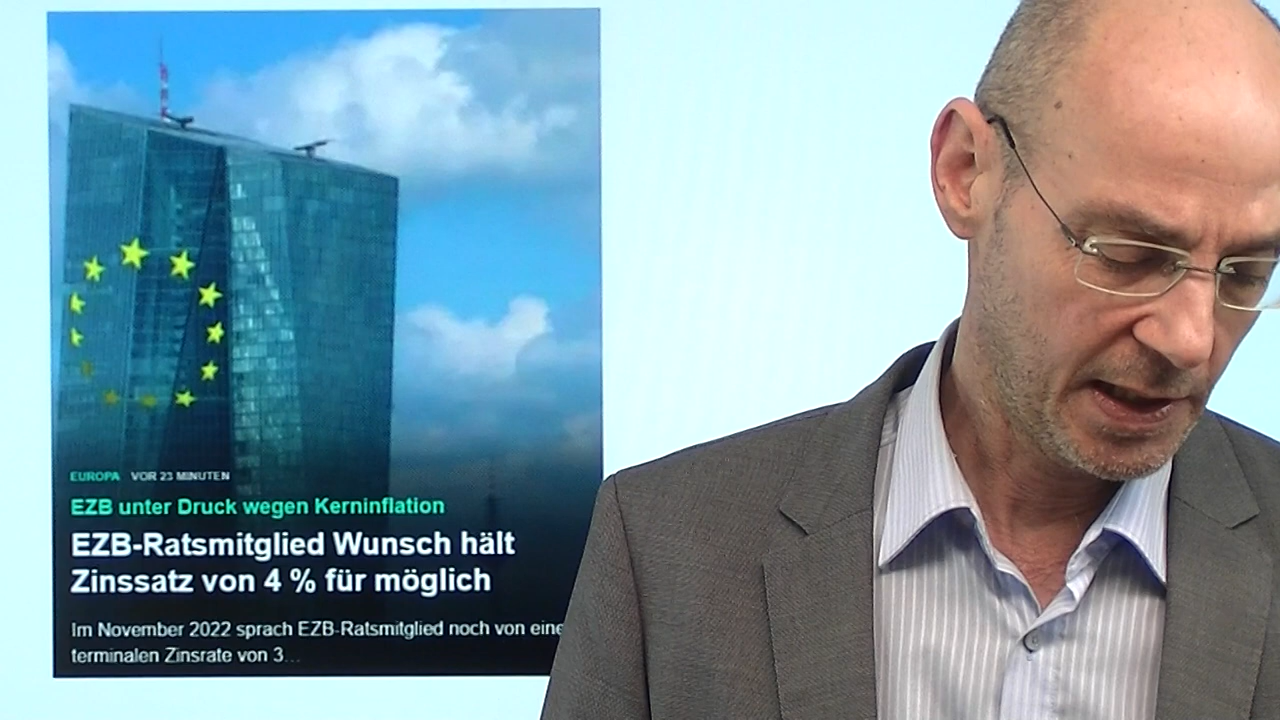 EUROPA VOR 23 MINUTEN
EZB unter Druck wegen Kerninflation
EZB-Ratsmitglied Wunsch hält
Zinssatz von 4 % für möglich
Im November 2022 sprach EZB-Ratsmitglied noch von eine
terminalen Zinsrate von 3...